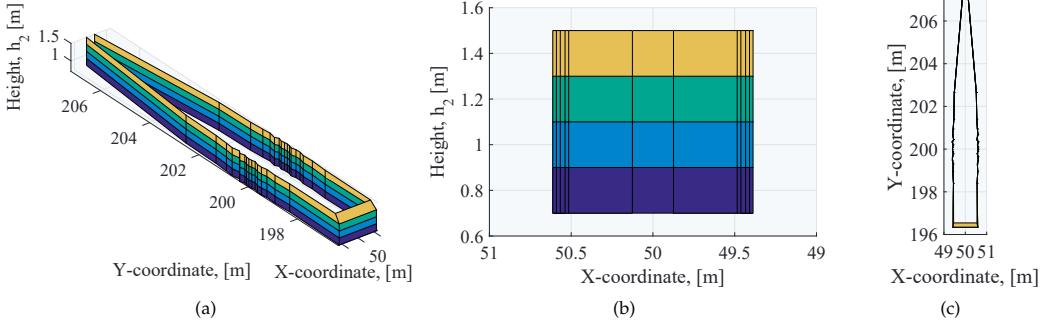 Height, h2 [m]
1.5
1
206
204
202
200
198
50
Y-coordinate, [m]
X-coordinate, [m]
(a)
Height, h2 [m]
1.6
1.4
1.2
1
0.8
0.6
51
50.5
50
49.5
49
X-coordinate, [m]
(b)
Y-coordinate, [m]
206
204
202
200
198
196
49 50 51
X-coordinate, [m]
(c)